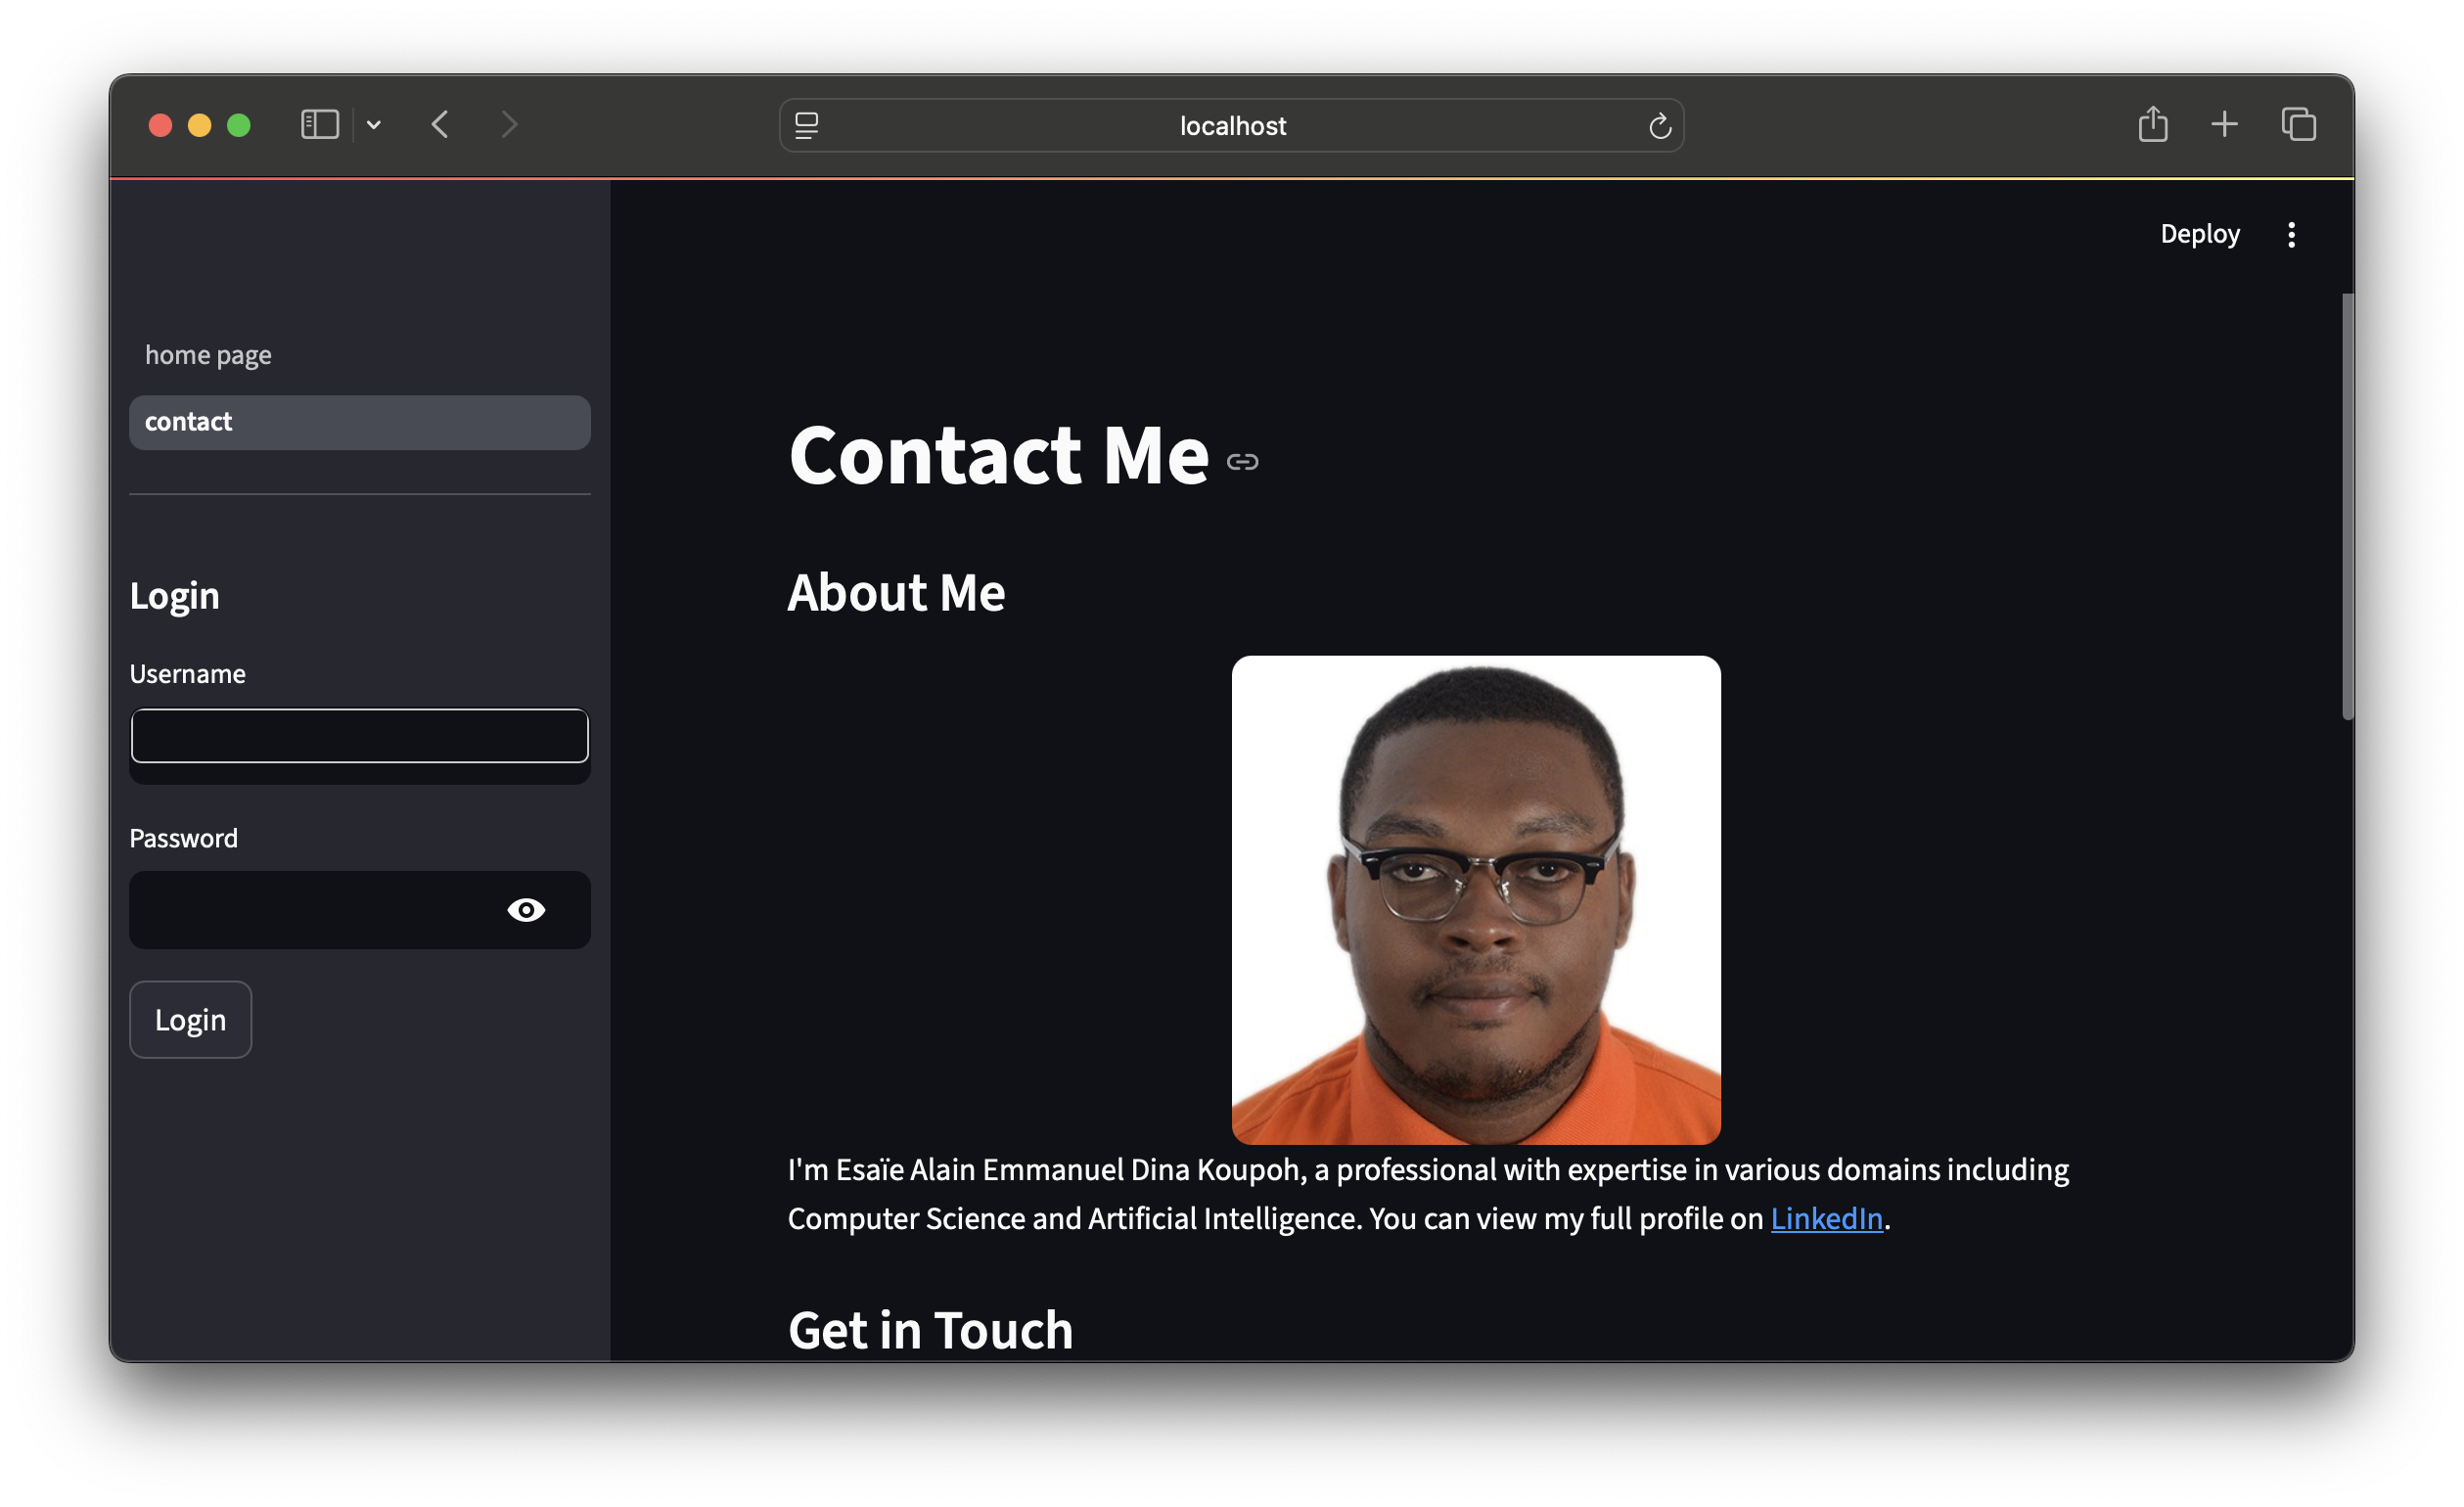 localhost
Deploy
home page
contact
Login
Username
Password
Login
Contact Me
About Me
I'm Esaïe Alain Emmanuel Dina Koupoh, a professional with expertise in various domains including
Computer Science and Artificial Intelligence. You can view my full profile on LinkedIn.
Get in Touch